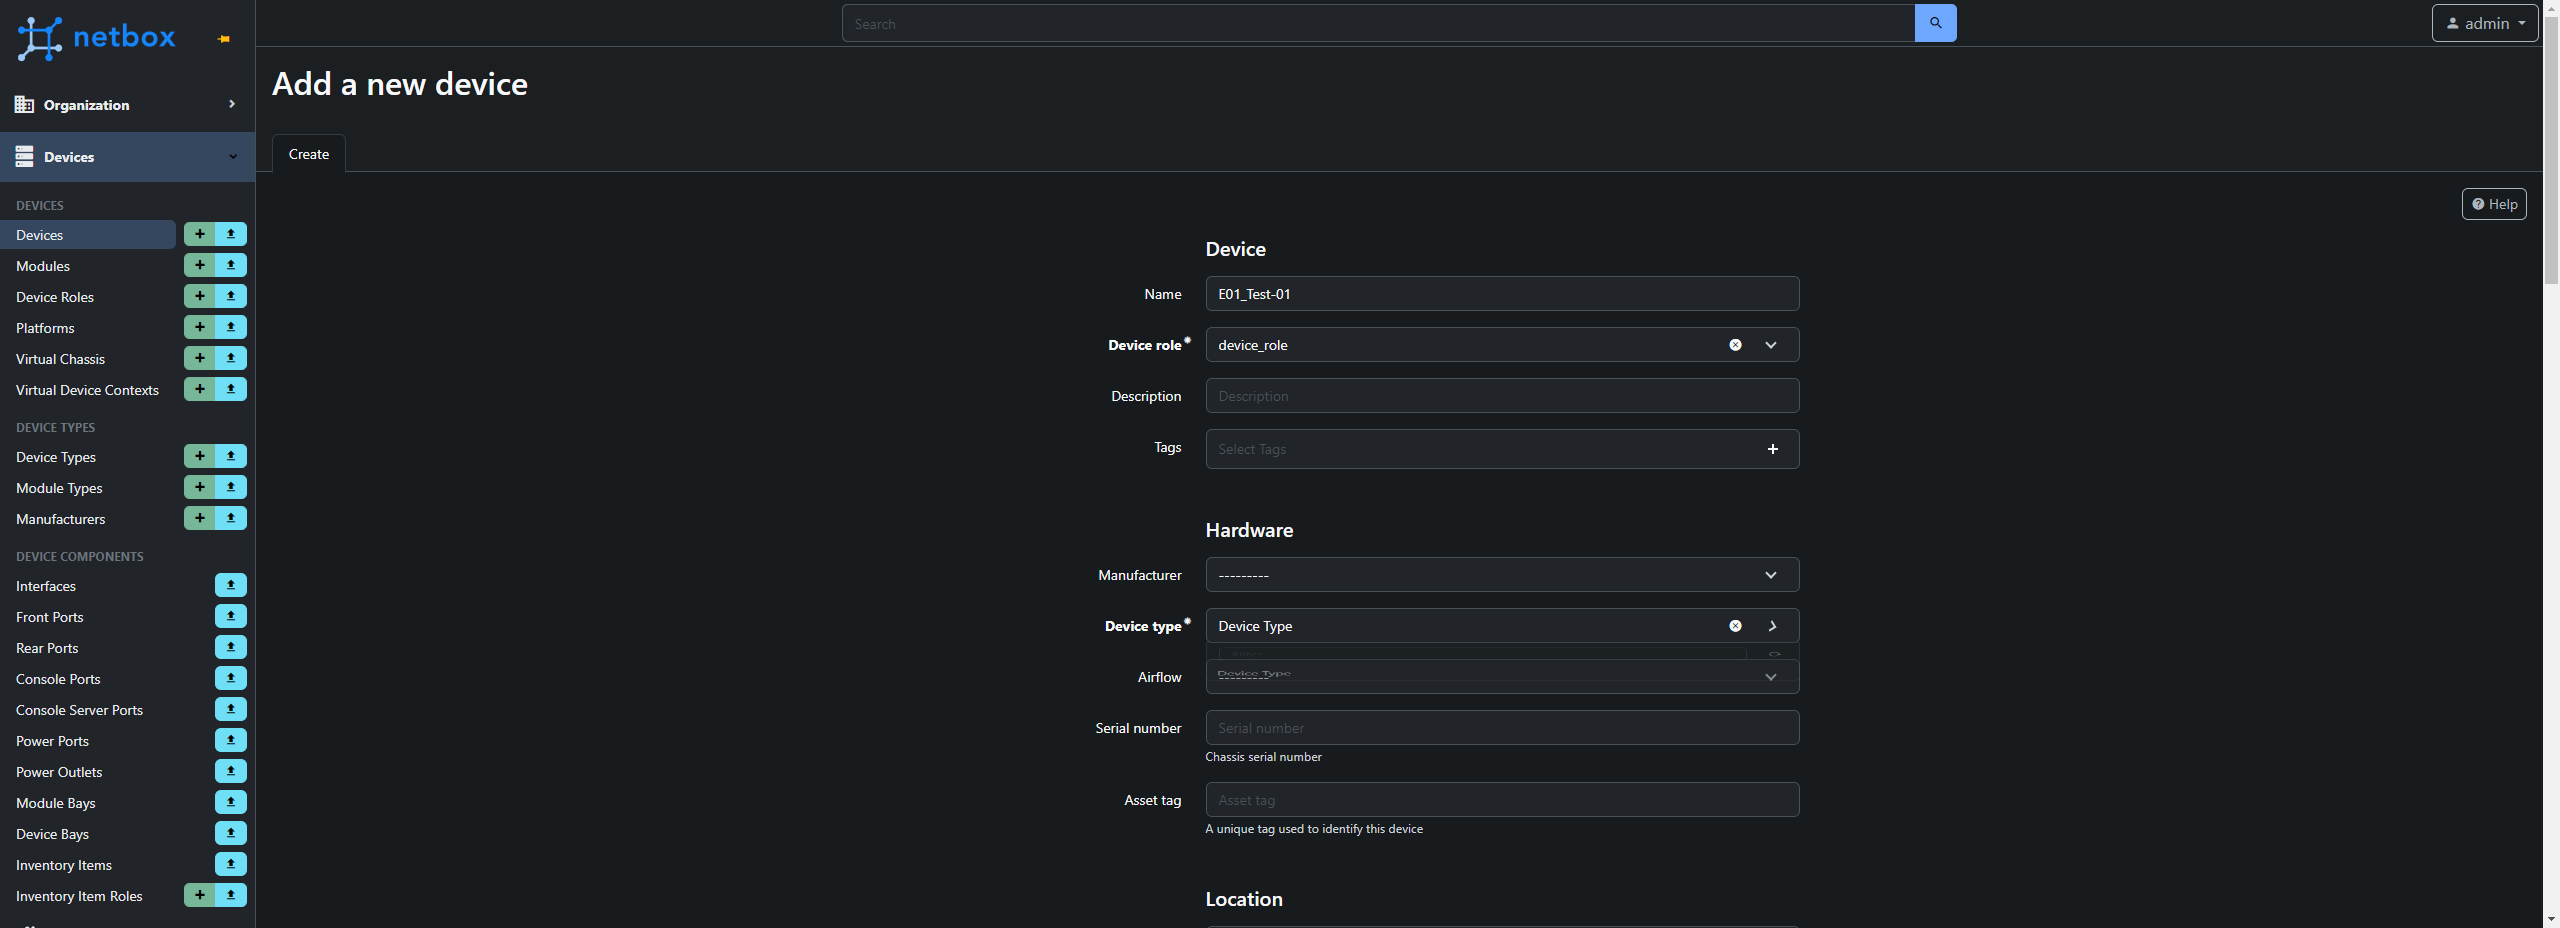 netbox
Search
admin
Organization
Devices
DEVICES
Devices
Modules
Device Roles
Platforms
Virtual Chassis
Virtual Device Contexts
DEVICE TYPES
Device Types
Module Types
Manufacturers
DEVICE COMPONENTS
Interfaces
Front Ports
Rear Ports
Console Ports
Console Server Ports
Power Ports
Power Outlets
Module Bays
Device Bays
Inventory Items
Inventory Item Roles
Add a new device
Create
Help
Device
Name
E01_Test-01
Device role
device_role
Description
Description
Tags
Select Tags
Hardware
Manufacturer
---------
Device type
Device Type
Airflow
Device Type
---------
Serial number
Serial number
Chassis serial number
Asset tag
Asset tag
A unique tag used to identify this device
Location